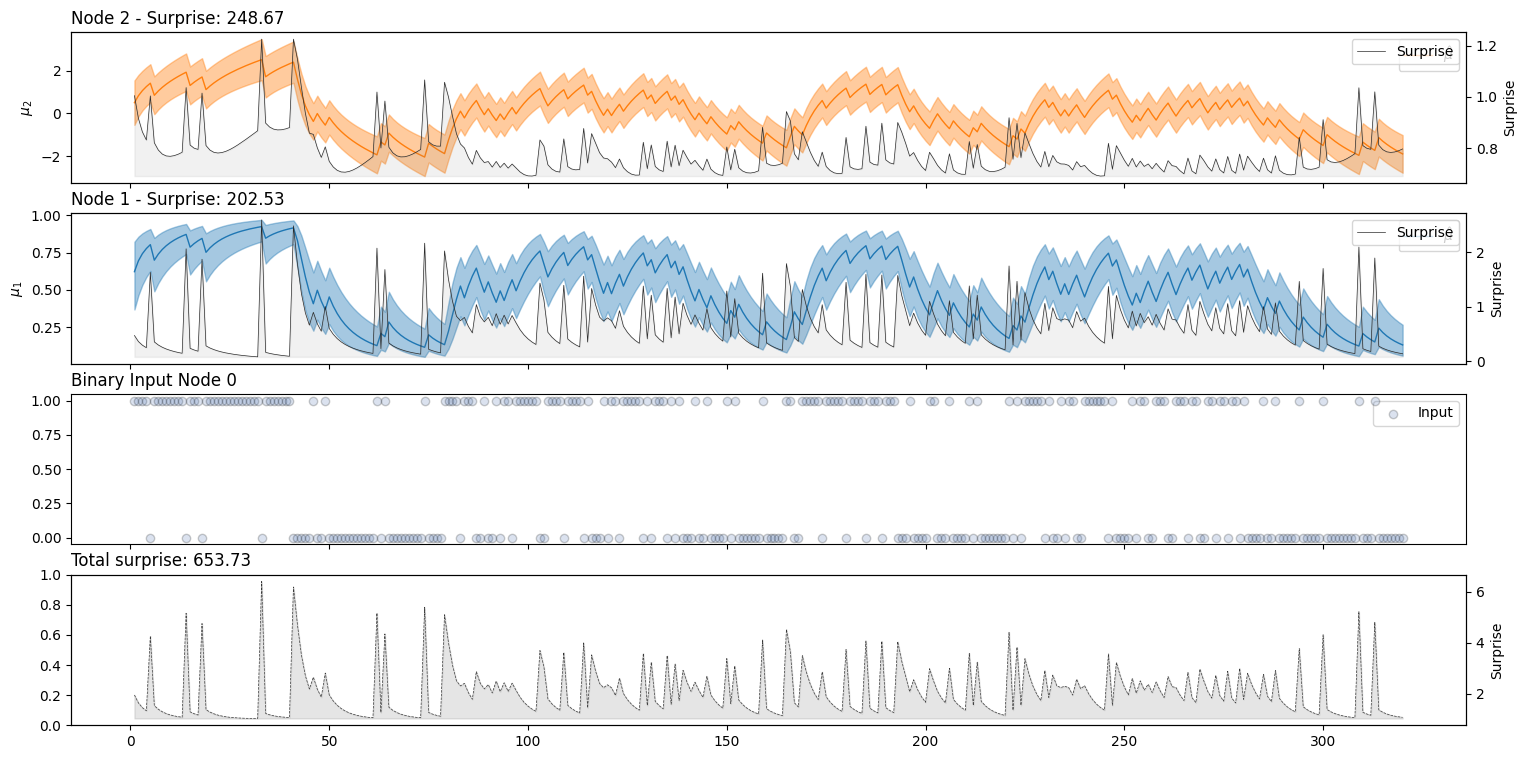 Node 2 - Surprise: 248.67
μ2
2
0
−2
Surprise
1.2
1.0
0.8
Surprise
Node 1 - Surprise: 202.53
μ1
1.00
0.75
0.50
0.25
Surprise
2
1
0
Surprise
Binary Input Node 0
1.00
0.75
0.50
0.25
0.00
Input
Total surprise: 653.73
1.0
0.8
0.6
0.4
0.2
0.0
6
4
2
Surprise
0 50 100 150 200 250 300